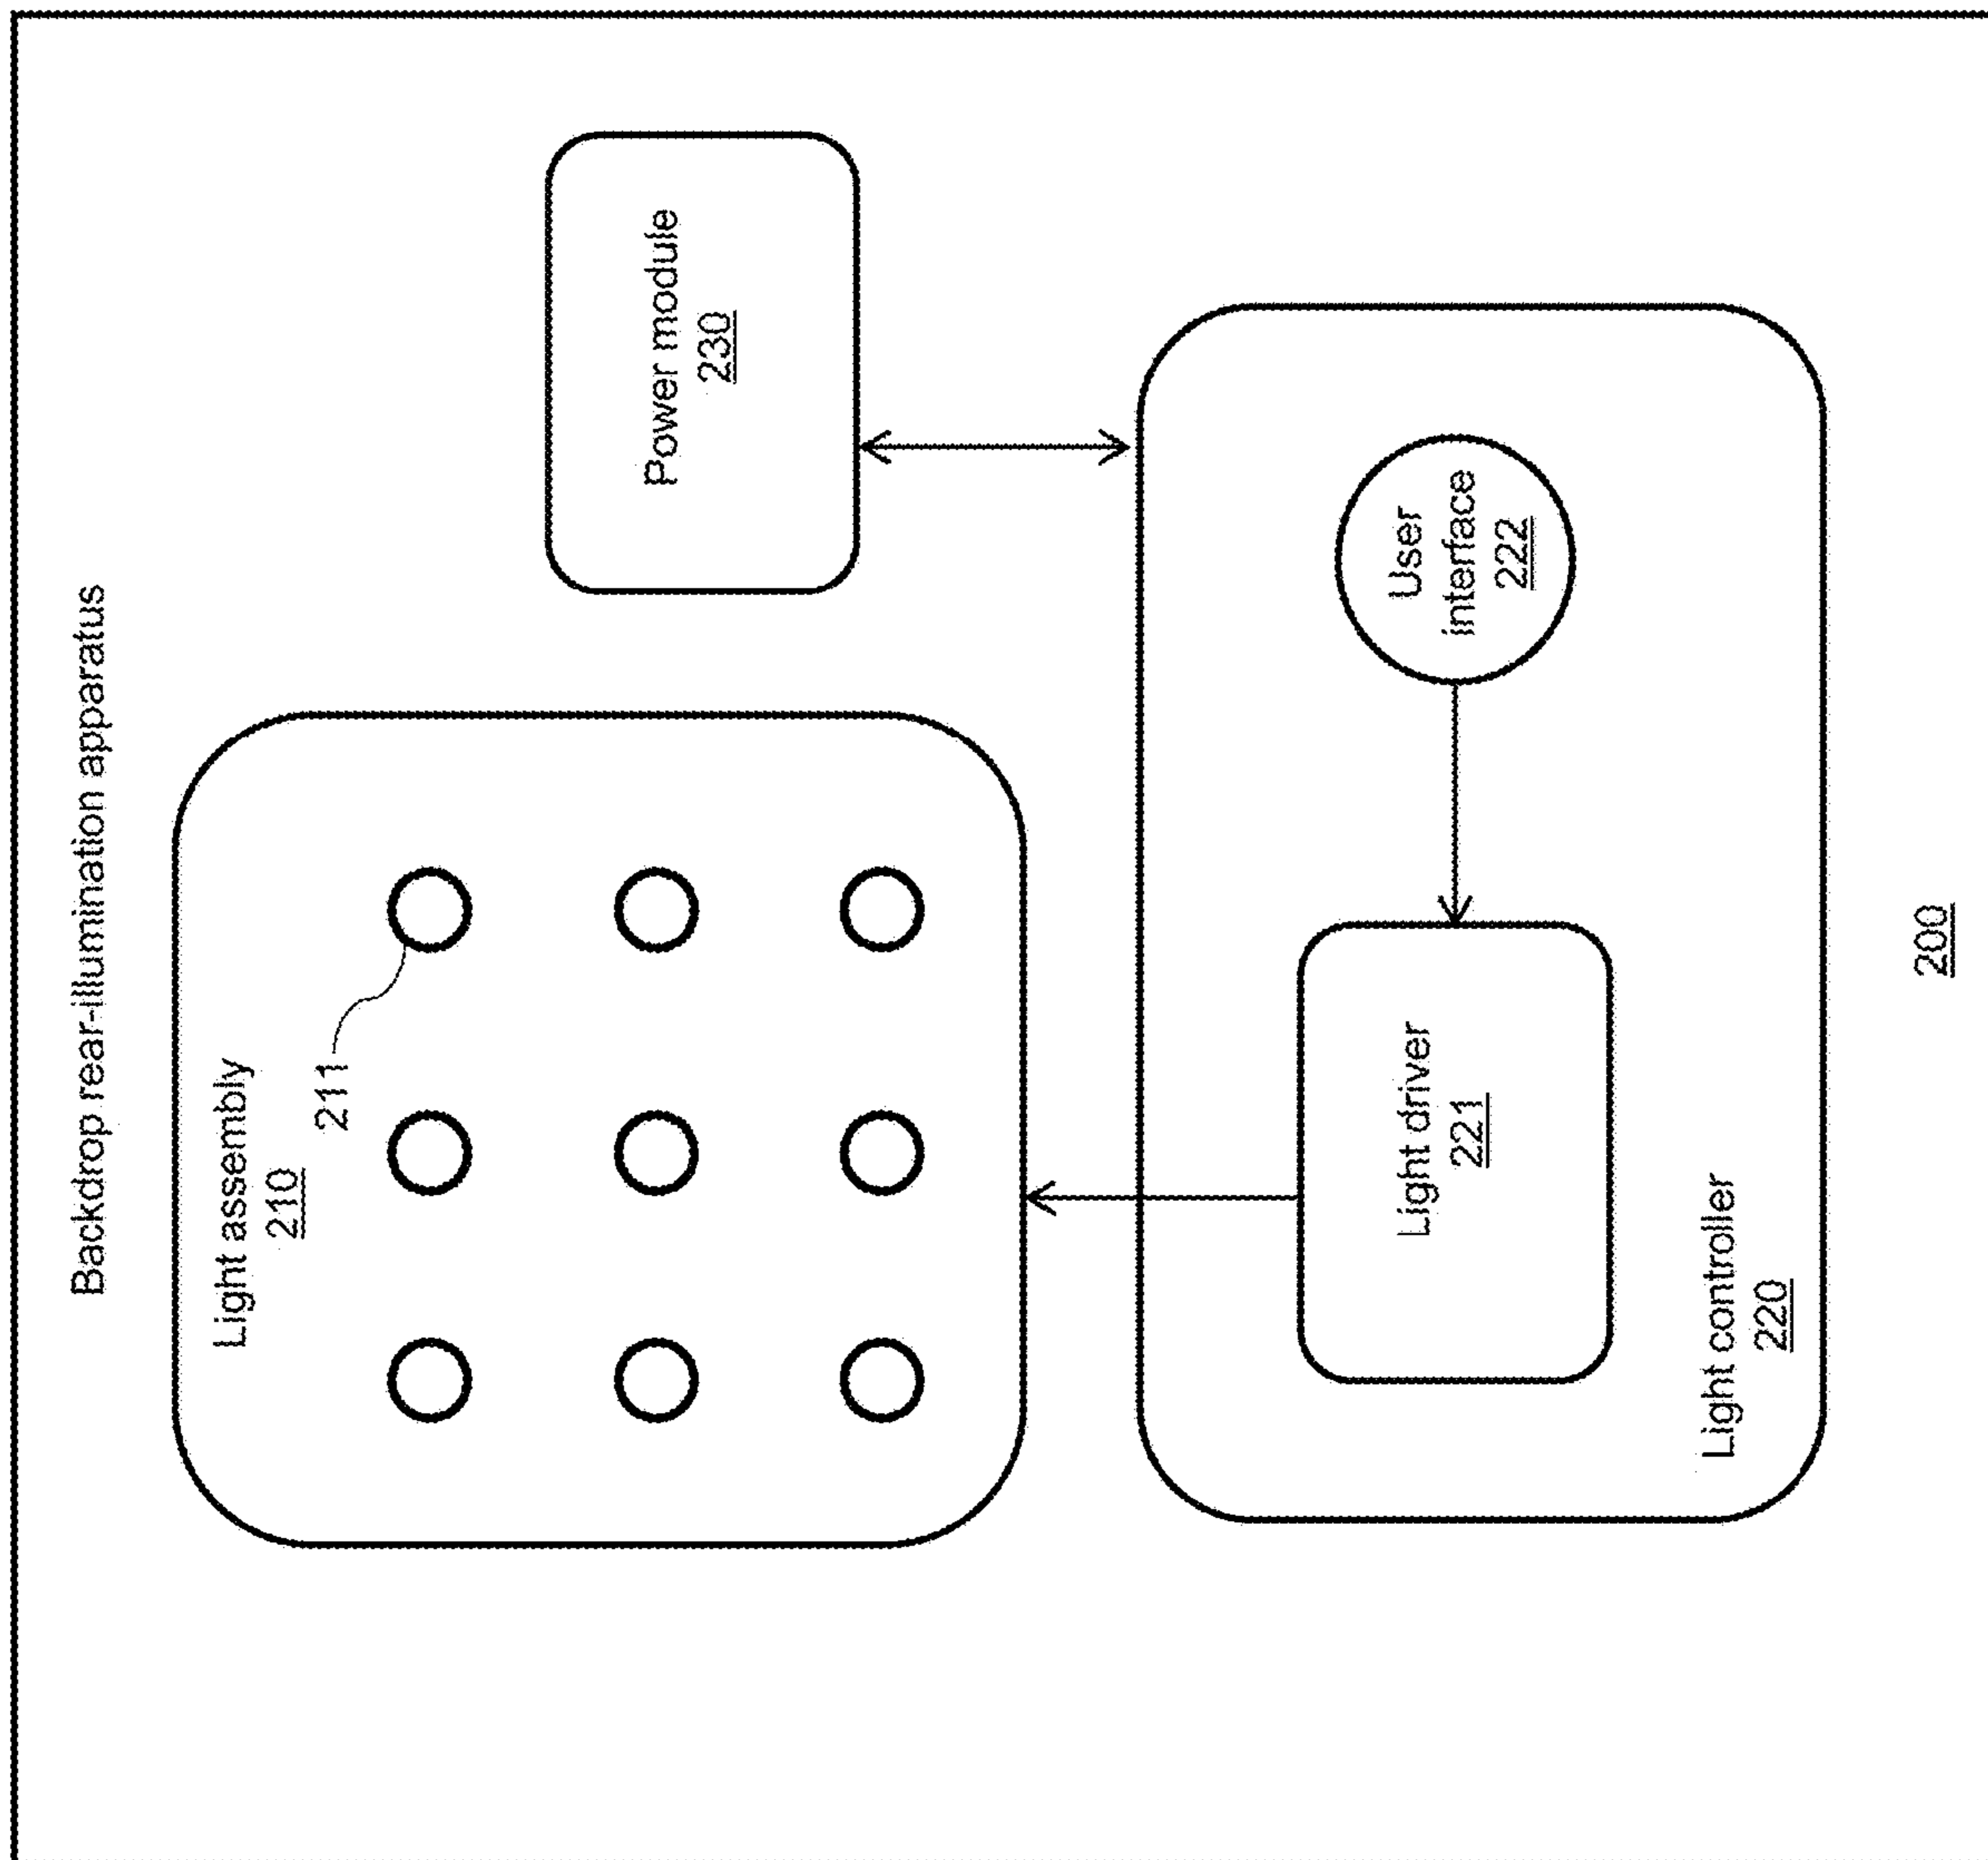 Backdrop rear-illumination apparatus
Light assembly
210
211
Power module
230
Light driver
221
User
interface
222
Light controller
220
200